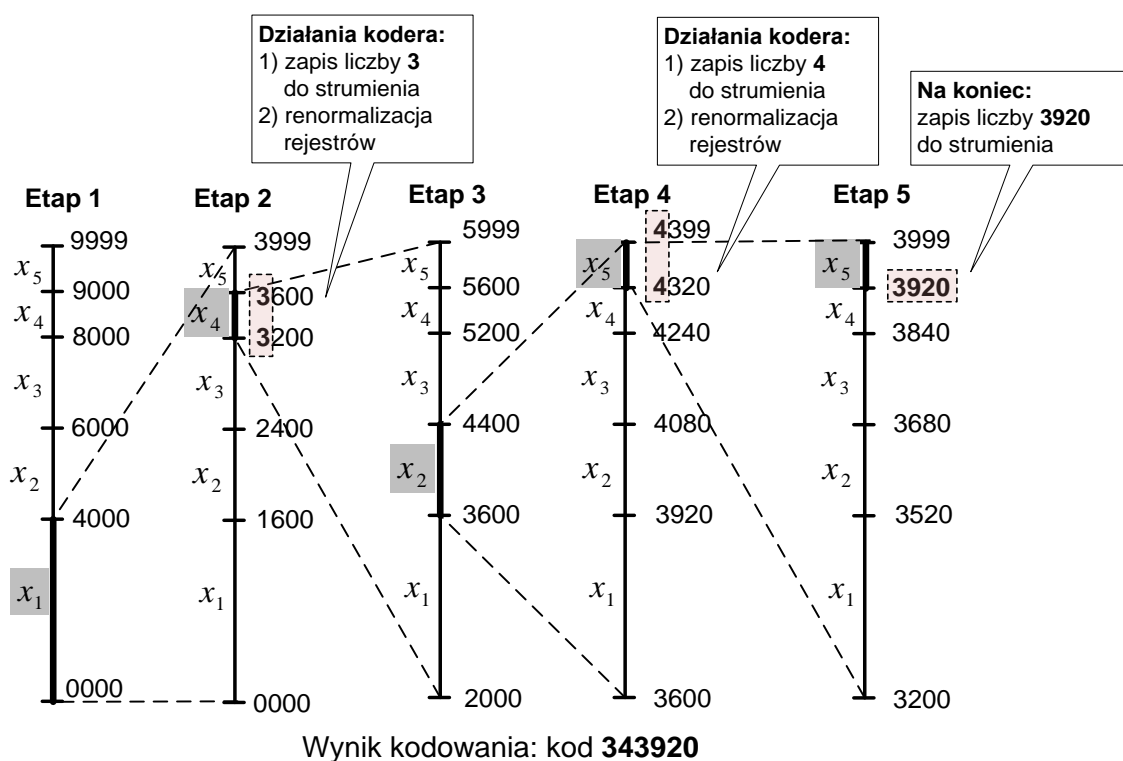 Działania kodera:
1) zapis liczby 3
do strumienia
2) renormalizacja
rejestrów
Działania kodera:
1) zapis liczby 4
do strumienia
2) renormalizacja
rejestrów
Na koniec:
zapis liczby 3920
do strumienia
Etap 1
9999
x5
9000
x4
8000
x3
6000
x2
4000
x1
0000
Etap 2
3999
x5
3600
x4
3200
x3
2400
x2
1600
x1
0000
Etap 3
5999
x5
5600
x4
5200
x3
4400
x2
3600
x1
2000
Etap 4
4399
x5
4320
x4
4240
x3
4080
x2
3920
x1
3600
Etap 5
3999
x5
3920
x4
3840
x3
3680
x2
3520
x1
3200
Wynik kodowania: kod 343920